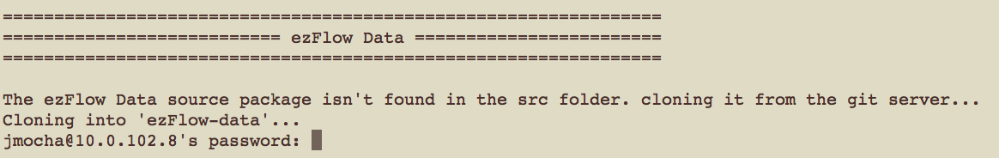 ================================================================
=========================== ezFlow Data ========================
================================================================
The ezFlow Data source package isn't found in the src folder. cloning it from the git server...
Cloning into 'ezFlow-data'...
jmocha@10.0.102.8's password: